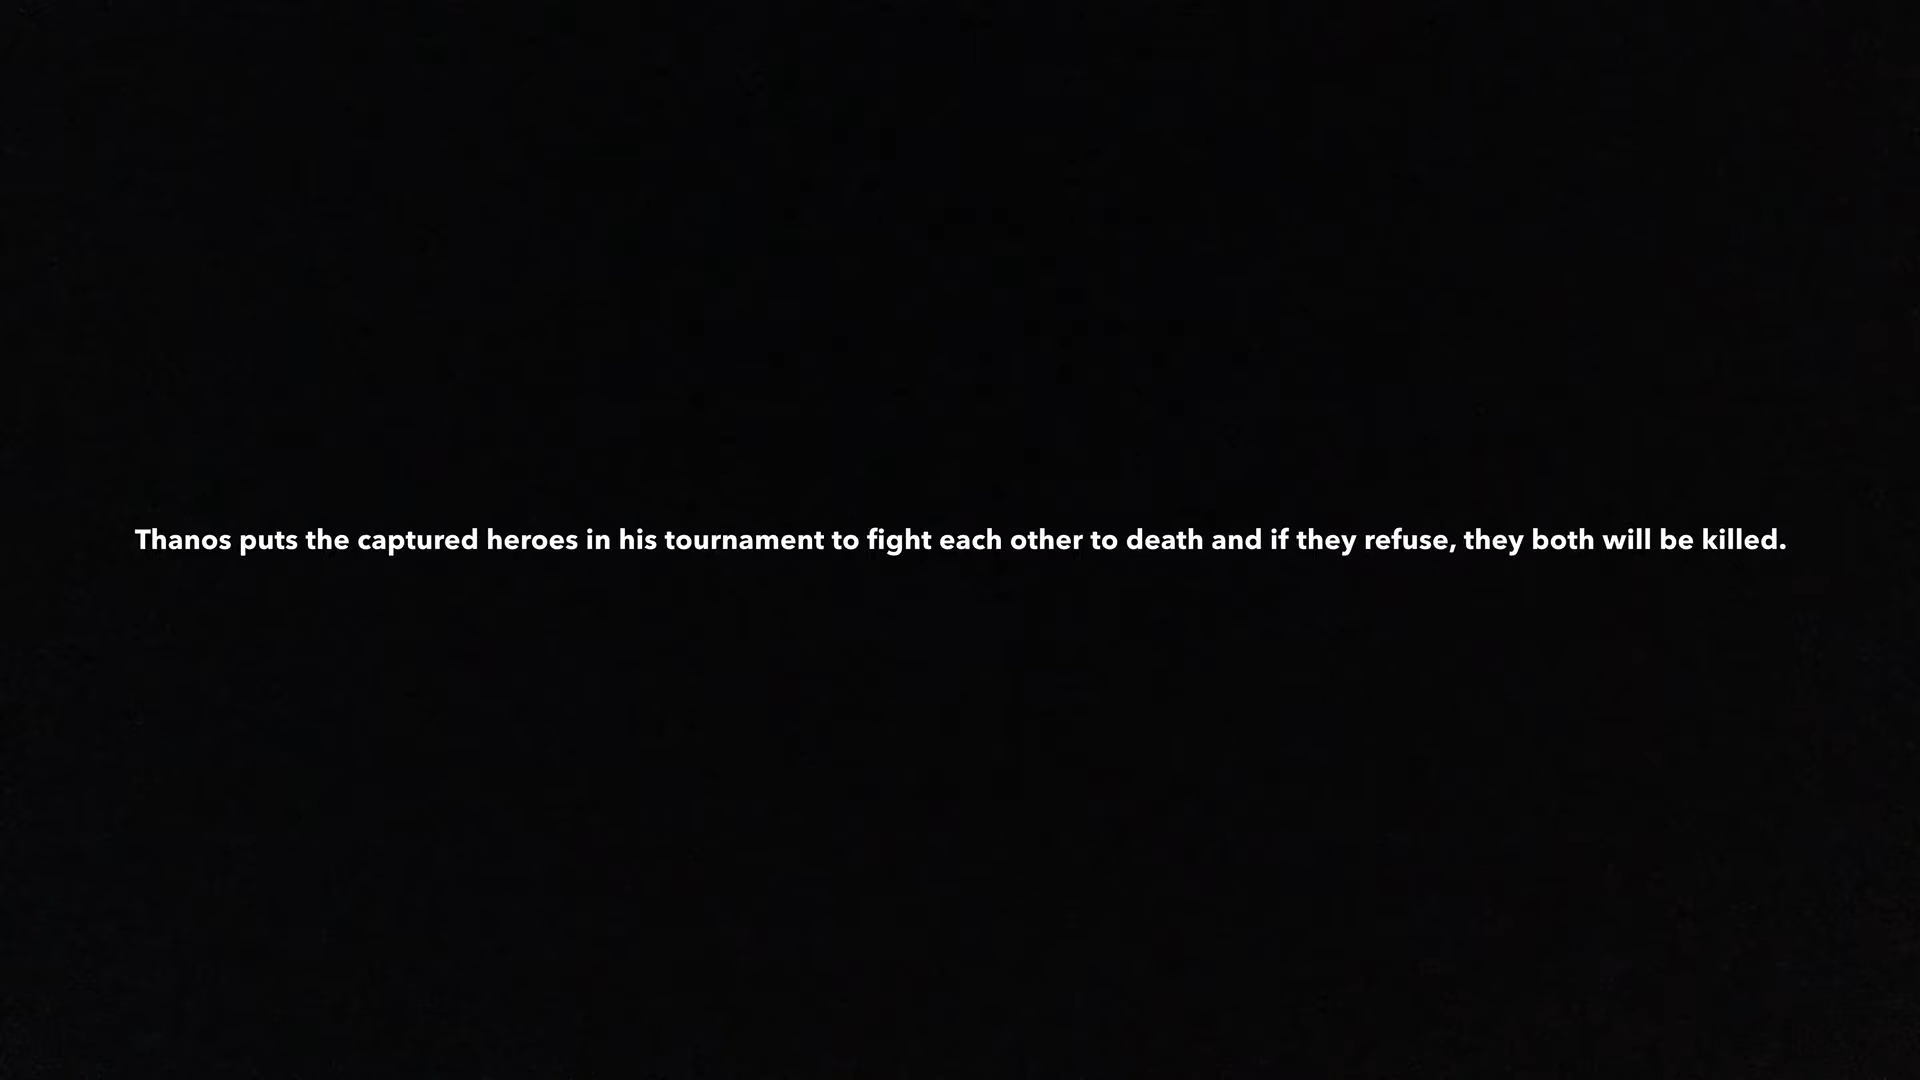 Thanos puts the captured heroes in his tournament to fight each other to death and if they refuse, they both will be killed.